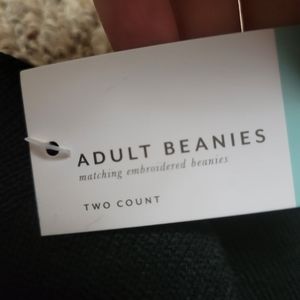 ADULT BEANIES
matching embroidered beanies
TWO COUNT